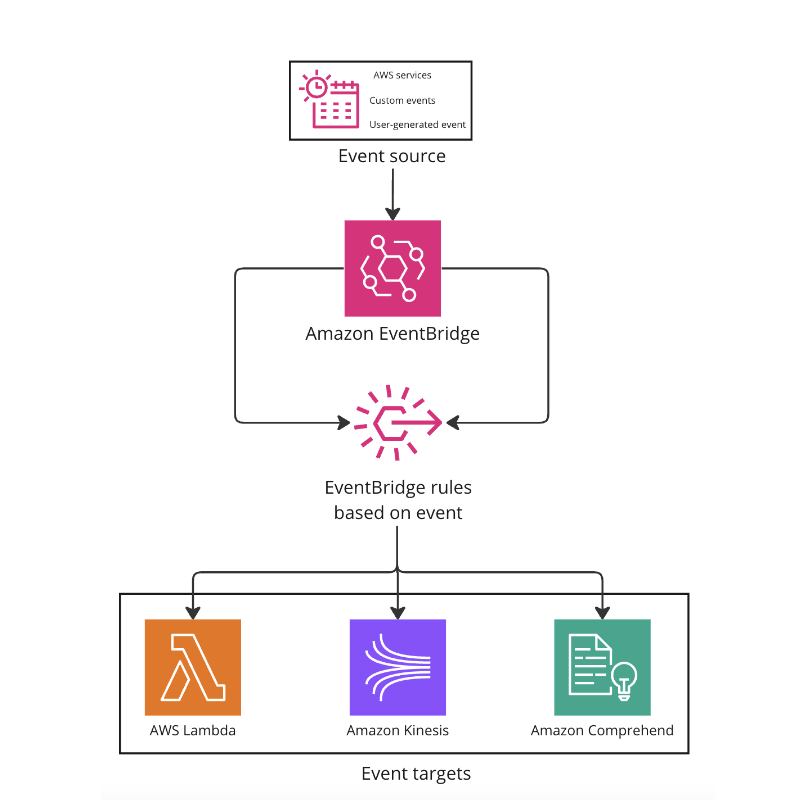 AWS services
Custom events
User-generated event
Event source
Amazon EventBridge
EventBridge rules
based on event
AWS Lambda
Amazon Kinesis
Amazon Comprehend
Event targets